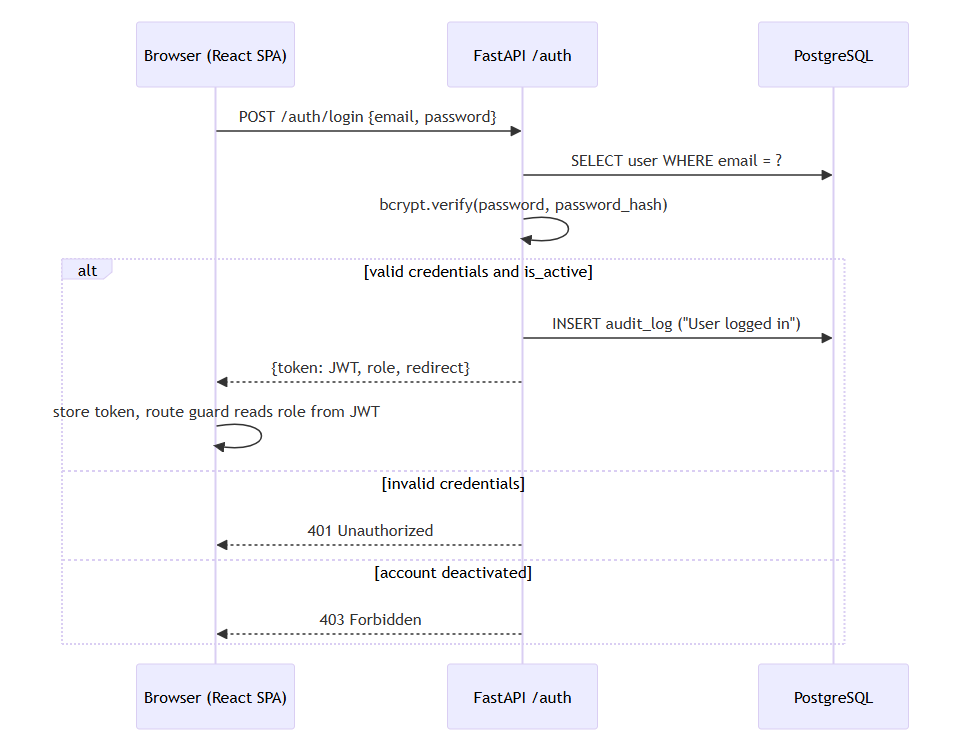 Browser (React SPA)
FastAPI /auth
PostgreSQL
POST /auth/login {email, password}
SELECT user WHERE email = ?
bcrypt.verify(password, password_hash)
alt
[valid credentials and is_active]
INSERT audit_log ("User logged in")
{token: JWT, role, redirect}
store token, route guard reads role from JWT
[invalid credentials]
401 Unauthorized
[account deactivated]
403 Forbidden
Browser (React SPA)
FastAPI /auth
PostgreSQL